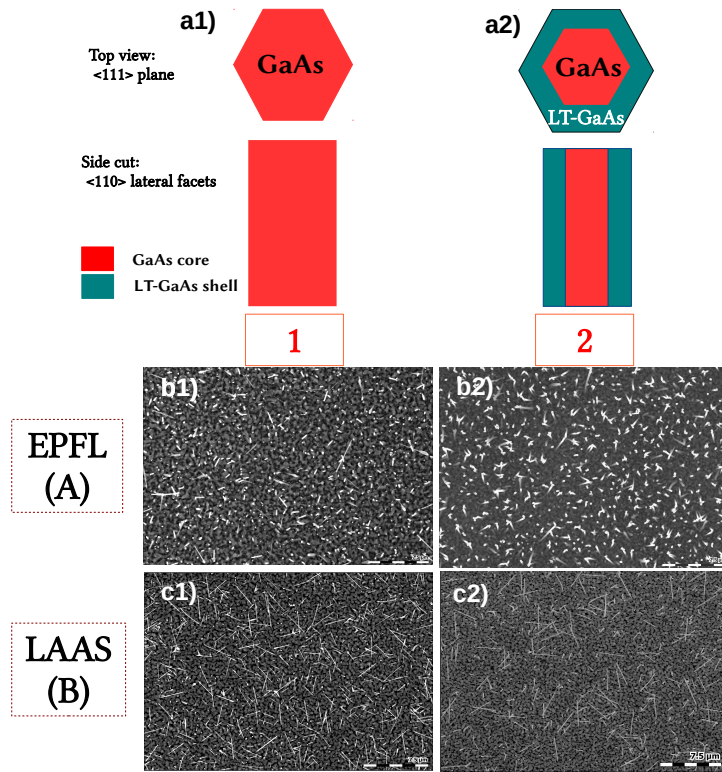 a1)
a2)
Top view:
<111> plane
GaAs
GaAs
LT-GaAs
Side cut:
<110> lateral facets
GaAs core
LT-GaAs shell
1
2
b1)
b2)
EPFL
(A)
c1)
c2)
LAAS
(B)
7.5 µm